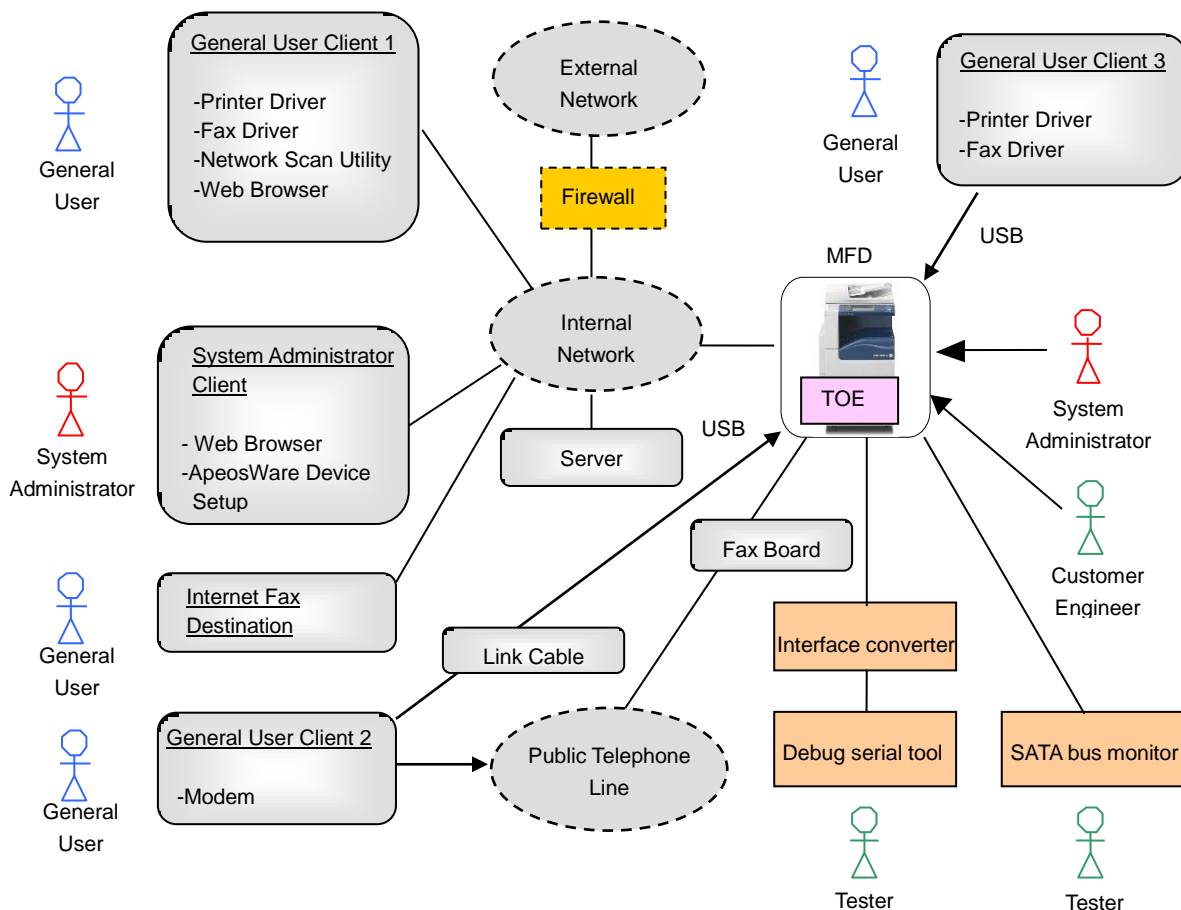 General User Client 1
-Printer Driver
-Fax Driver
-Network Scan Utility
-Web Browser
General
User
External
Network
Firewall
General
User
General User Client 3
-Printer Driver
-Fax Driver
USB
MFD
TOE
Internal
Network
System Administrator
Client
- Web Browser
-ApeosWare Device
Setup
System
Administrator
Server
USB
System
Administrator
Fax Board
Customer
Engineer
Internet Fax
Destination
General
User
Link Cable
Interface converter
General User Client 2
-Modem
General
User
Public Telephone
Line
Debug serial tool
SATA bus monitor
Tester
Tester